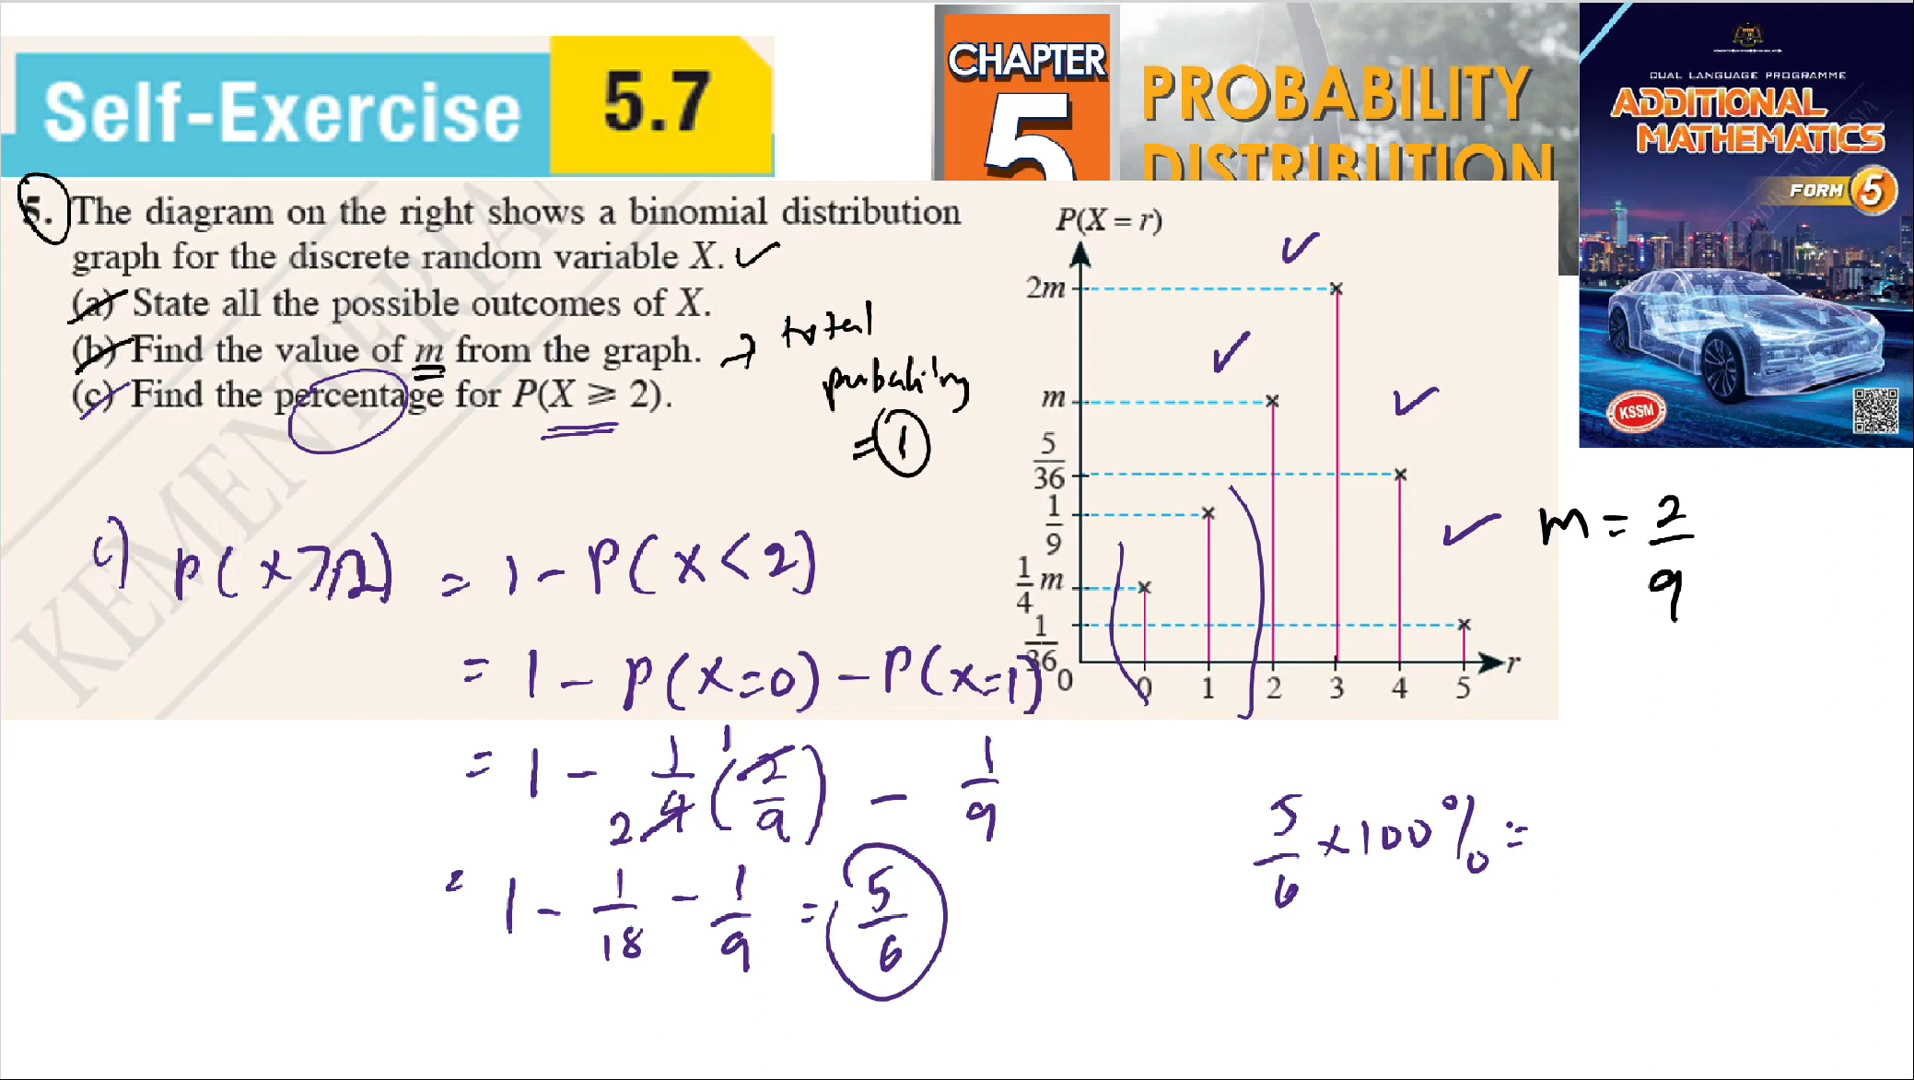 Self-Exercise 5.7
CHAPTER
5
PROBABILITY
DISTRIBUTION
DUAL LANGUAGE PROGRAMME
ADDITIONAL
MATHEMATICS
FORM 5
KSSM
5. The diagram on the right shows a binomial distribution
graph for the discrete random variable X. ✓
(a) State all the possible outcomes of X.
(b) Find the value of m from the graph.
(c) Find the percentage for P(X ⩾ 2).
→ total
probability
= 1
P(X = r)
2m
m
5/36
1/9
1/4 m
1/36
0
0 1 2 3 4 5 r
m = 2/9
c) P(X ⩾ 2) = 1 - P(X < 2)
= 1 - P(X=0) - P(X=1)
= 1 - 1/4 (2/9) - 1/9
2 1
= 1 - 1/18 - 1/9 = 5/6
5/6 × 100% =
KEMENTERIA